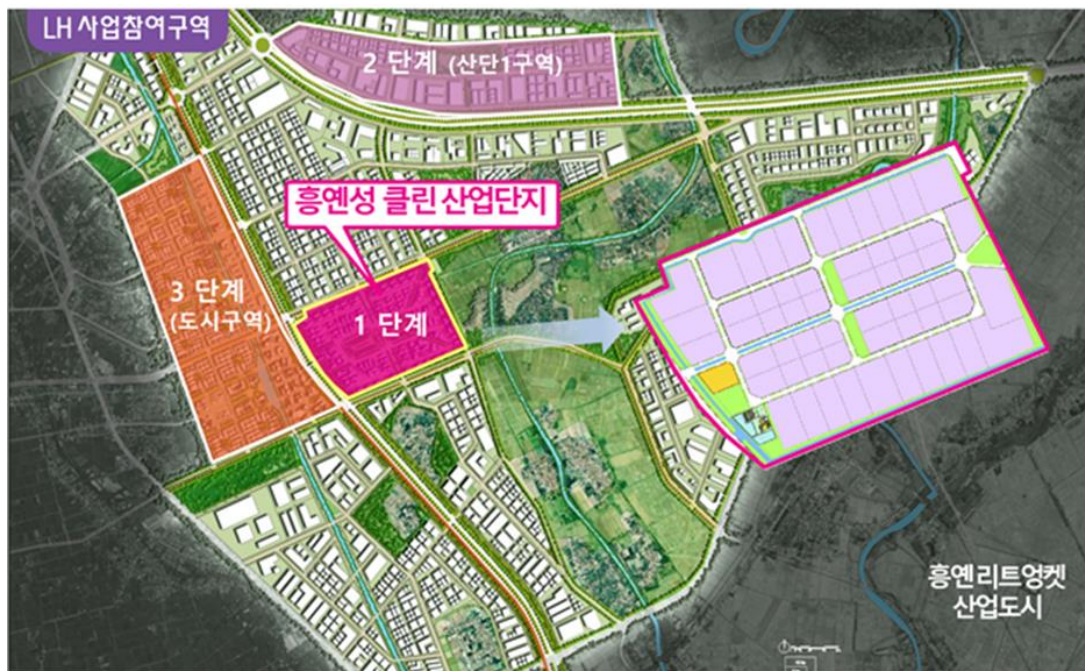 LH 사업참여구역
2 단계 (산단1구역)
흥옌성 클린 산업단지
3 단계
(도시구역)
1 단계
흥옌 리트엉켓
산업도시